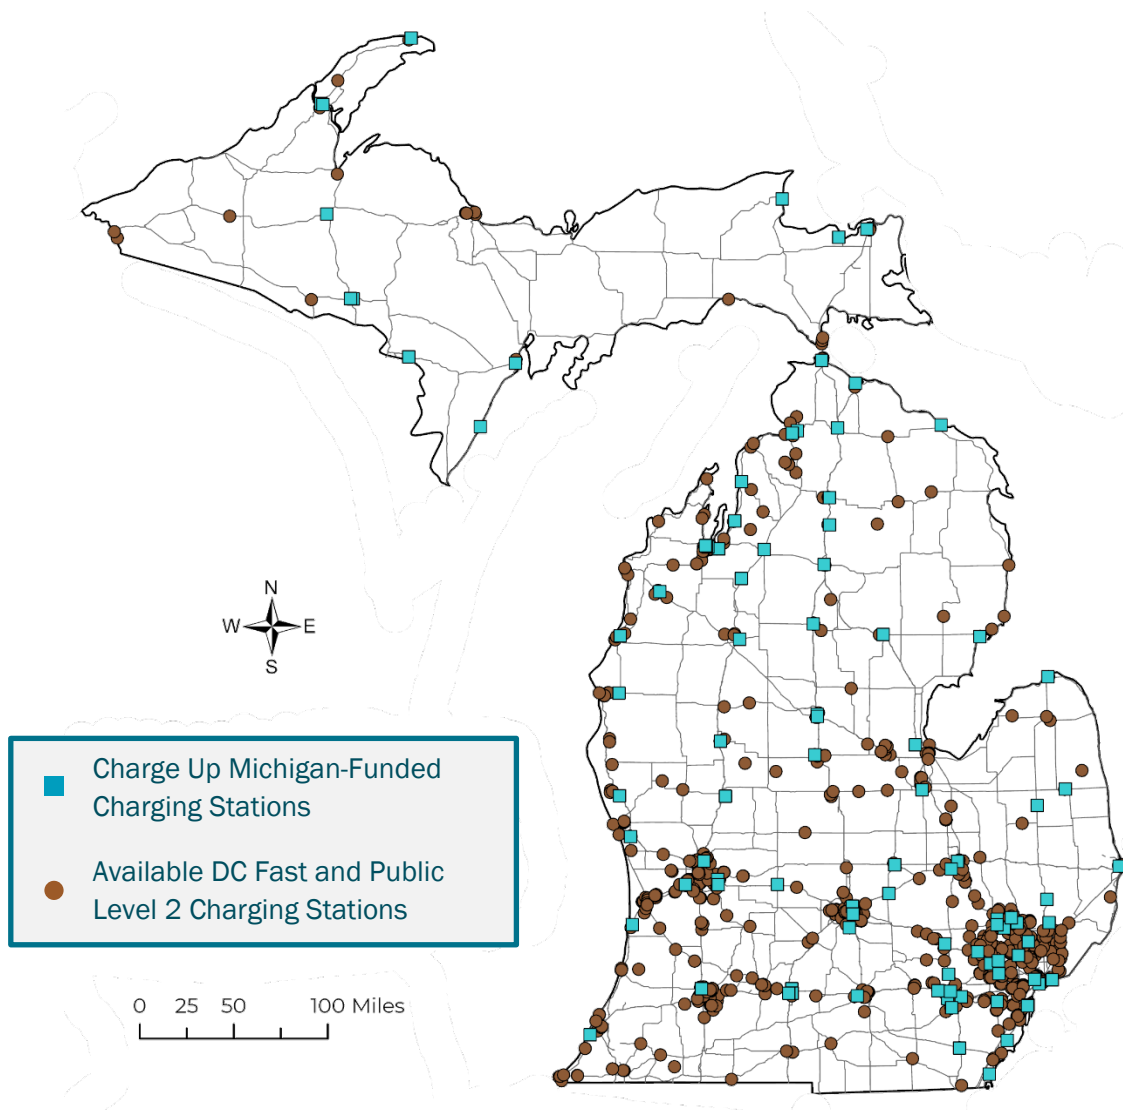 N
W E
S
Charge Up Michigan-Funded
Charging Stations
Available DC Fast and Public
Level 2 Charging Stations
0 25 50 100 Miles